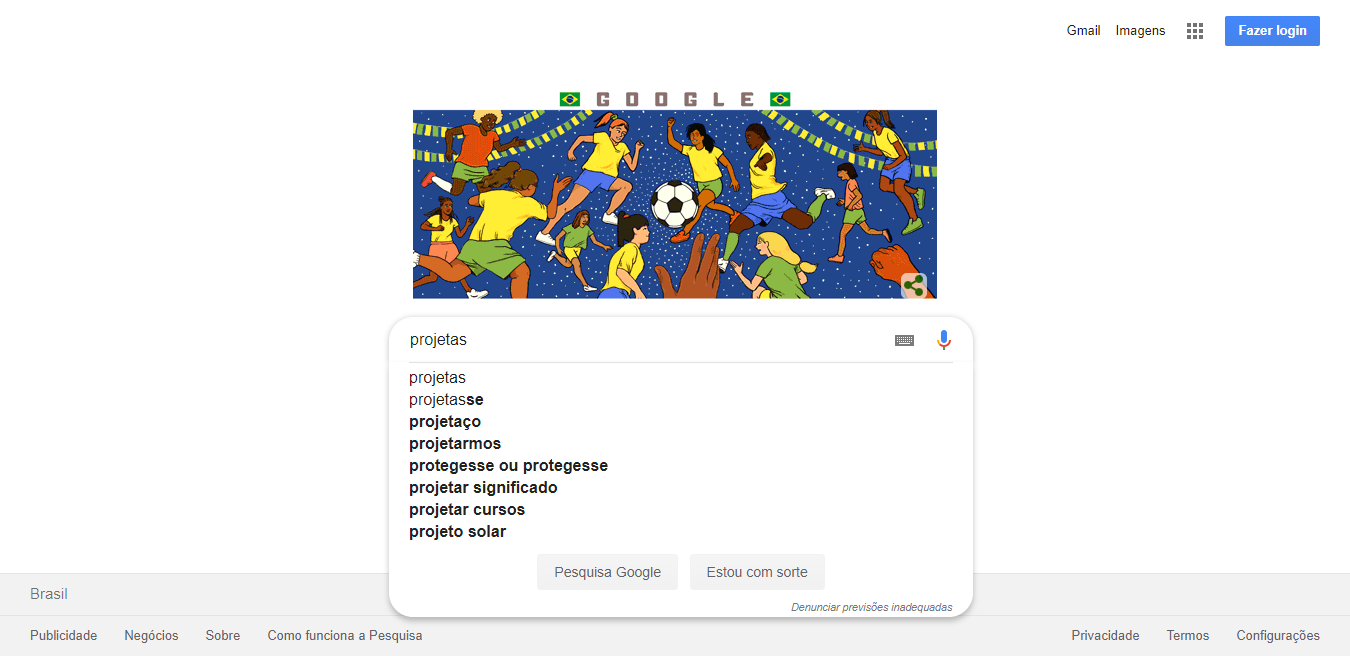 Gmail Imagens Fazer login
GOOGLE
projetas
projetas
projetasse
projetaço
projetarmos
protegesse ou protegesse
projetar significado
projetar cursos
projeto solar
Pesquisa Google Estou com sorte
Denunciar previsões inadequadas
Brasil
Publicidade Negócios Sobre Como funciona a Pesquisa Privacidade Termos Configurações